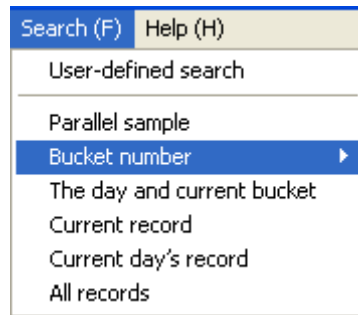 Search (F) Help (H)
User-defined search
Parallel sample
Bucket number
The day and current bucket
Current record
Current day's record
All records